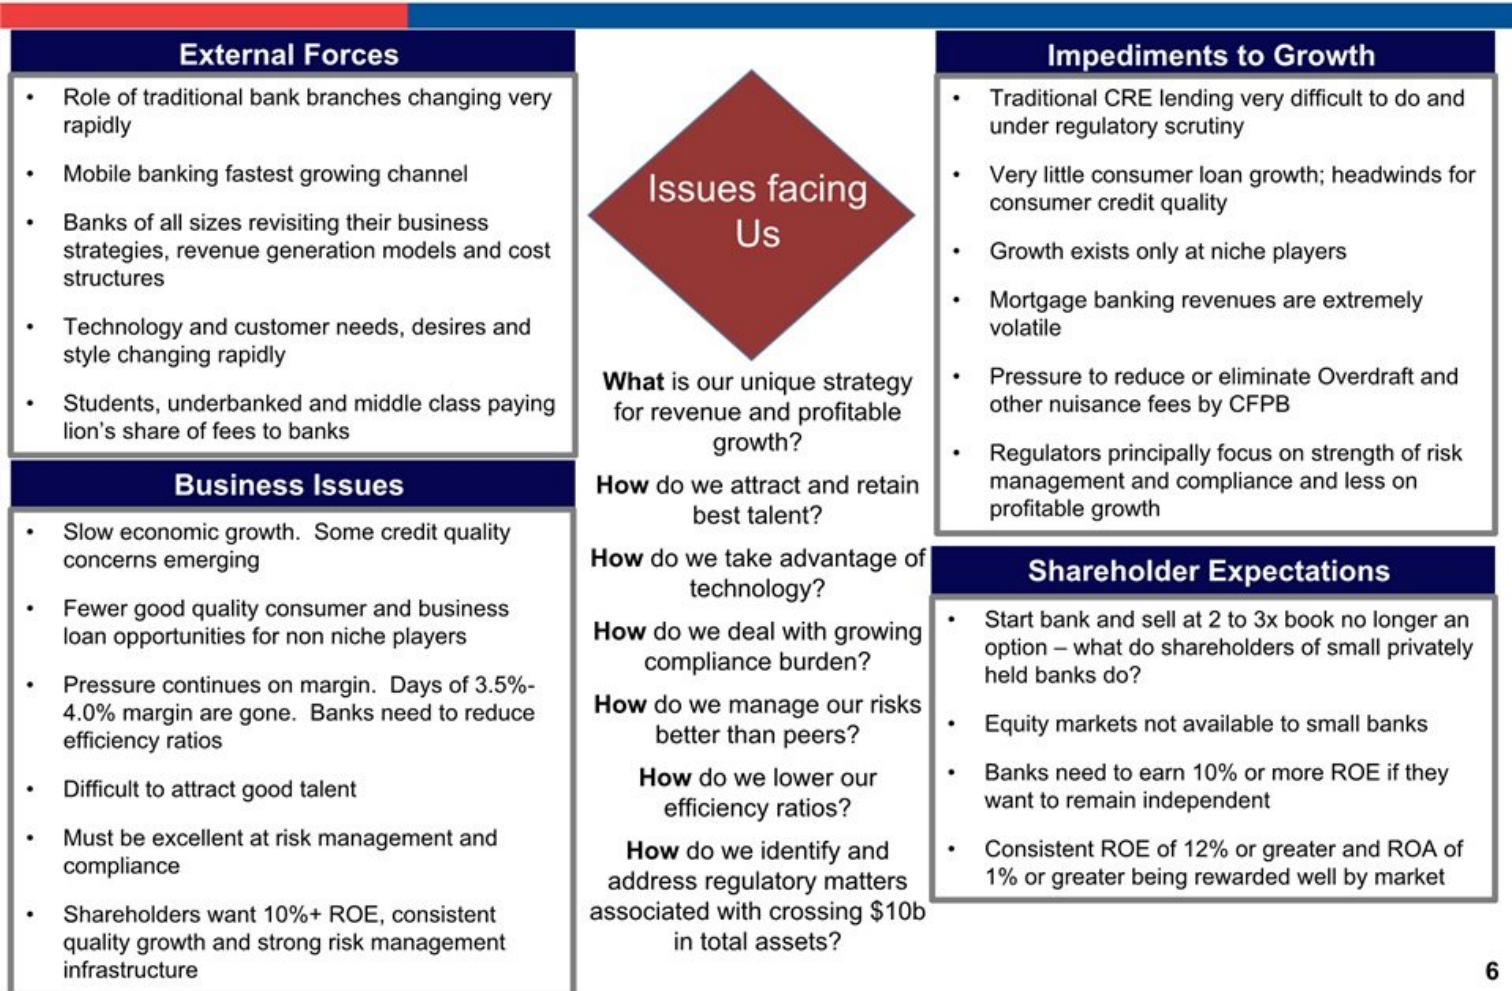 External Forces
• Role of traditional bank branches changing very
rapidly
• Mobile banking fastest growing channel
• Banks of all sizes revisiting their business
strategies, revenue generation models and cost
structures
• Technology and customer needs, desires and
style changing rapidly
• Students, underbanked and middle class paying
lion’s share of fees to banks
Business Issues
• Slow economic growth.  Some credit quality
concerns emerging
• Fewer good quality consumer and business
loan opportunities for non niche players
• Pressure continues on margin.  Days of 3.5%-
4.0% margin are gone.  Banks need to reduce
efficiency ratios
• Difficult to attract good talent
• Must be excellent at risk management and
compliance
• Shareholders want 10%+ ROE, consistent
quality growth and strong risk management
infrastructure
Issues facing
Us
What is our unique strategy
for revenue and profitable
growth?
How do we attract and retain
best talent?
How do we take advantage of
technology?
How do we deal with growing
compliance burden?
How do we manage our risks
better than peers?
How do we lower our
efficiency ratios?
How do we identify and
address regulatory matters
associated with crossing $10b
in total assets?
Impediments to Growth
• Traditional CRE lending very difficult to do and
under regulatory scrutiny
• Very little consumer loan growth; headwinds for
consumer credit quality
• Growth exists only at niche players
• Mortgage banking revenues are extremely
volatile
• Pressure to reduce or eliminate Overdraft and
other nuisance fees by CFPB
• Regulators principally focus on strength of risk
management and compliance and less on
profitable growth
Shareholder Expectations
• Start bank and sell at 2 to 3x book no longer an
option – what do shareholders of small privately
held banks do?
• Equity markets not available to small banks
• Banks need to earn 10% or more ROE if they
want to remain independent
• Consistent ROE of 12% or greater and ROA of
1% or greater being rewarded well by market
6